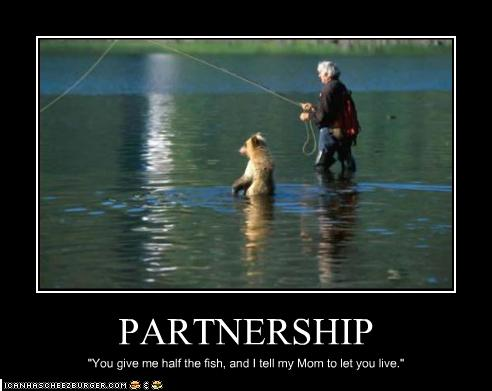 PARTNERSHIP
"You give me half the fish, and I tell my Mom to let you live."
ICANHASCHEEZBURGER.COM